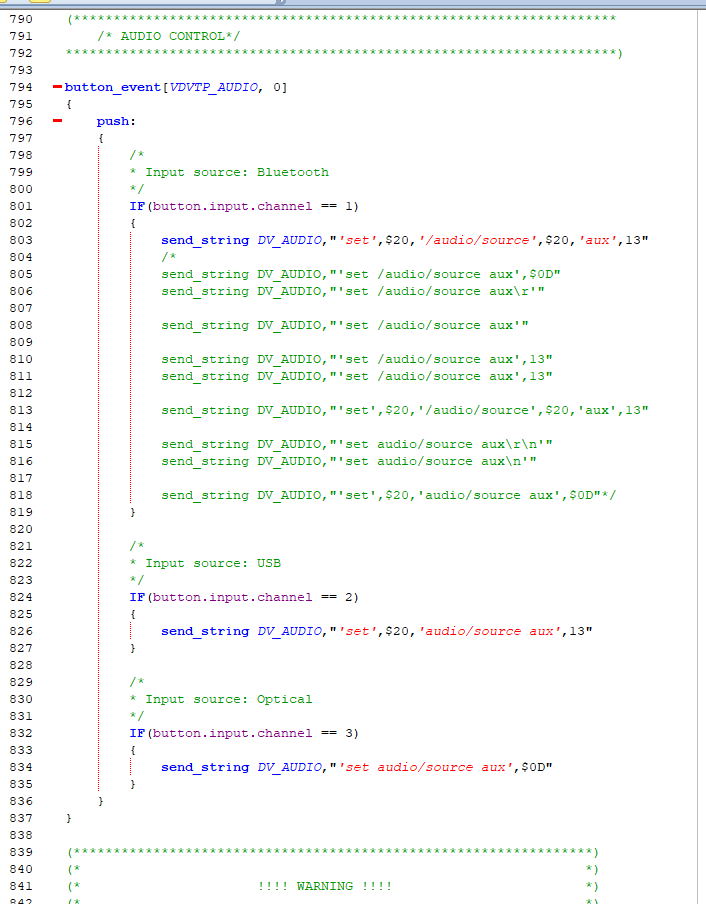 790 (********************************************************************
791 /* AUDIO CONTROL*/
792 *********************************************************************)
793
794 button_event[VDVTP_AUDIO, 0]
795 {
796 push:
797 {
798 /*
799 * Input source: Bluetooth
800 */
801 IF(button.input.channel == 1)
802 {
803 send_string DV_AUDIO,"'set',$20,'/audio/source',$20,'aux',13"
804 /*
805 send_string DV_AUDIO,"'set /audio/source aux',$0D"
806 send_string DV_AUDIO,"'set /audio/source aux\r'"
807
808 send_string DV_AUDIO,"'set /audio/source aux'"
809
810 send_string DV_AUDIO,"'set /audio/source aux',13"
811 send_string DV_AUDIO,"'set /audio/source aux',13"
812
813 send_string DV_AUDIO,"'set',$20,'/audio/source',$20,'aux',13"
814
815 send_string DV_AUDIO,"'set audio/source aux\r\n'"
816 send_string DV_AUDIO,"'set audio/source aux\n'"
817
818 send_string DV_AUDIO,"'set',$20,'audio/source aux',$0D"*/
819 }
820
821 /*
822 * Input source: USB
823 */
824 IF(button.input.channel == 2)
825 {
826 send_string DV_AUDIO,"'set',$20,'audio/source aux',13"
827 }
828
829 /*
830 * Input source: Optical
831 */
832 IF(button.input.channel == 3)
833 {
834 send_string DV_AUDIO,"'set audio/source aux',$0D"
835 }
836 }
837 }
838
839 (*****************************************************************)
840 (* *)
841 (* !!!! WARNING !!!! *)
842 (* *)